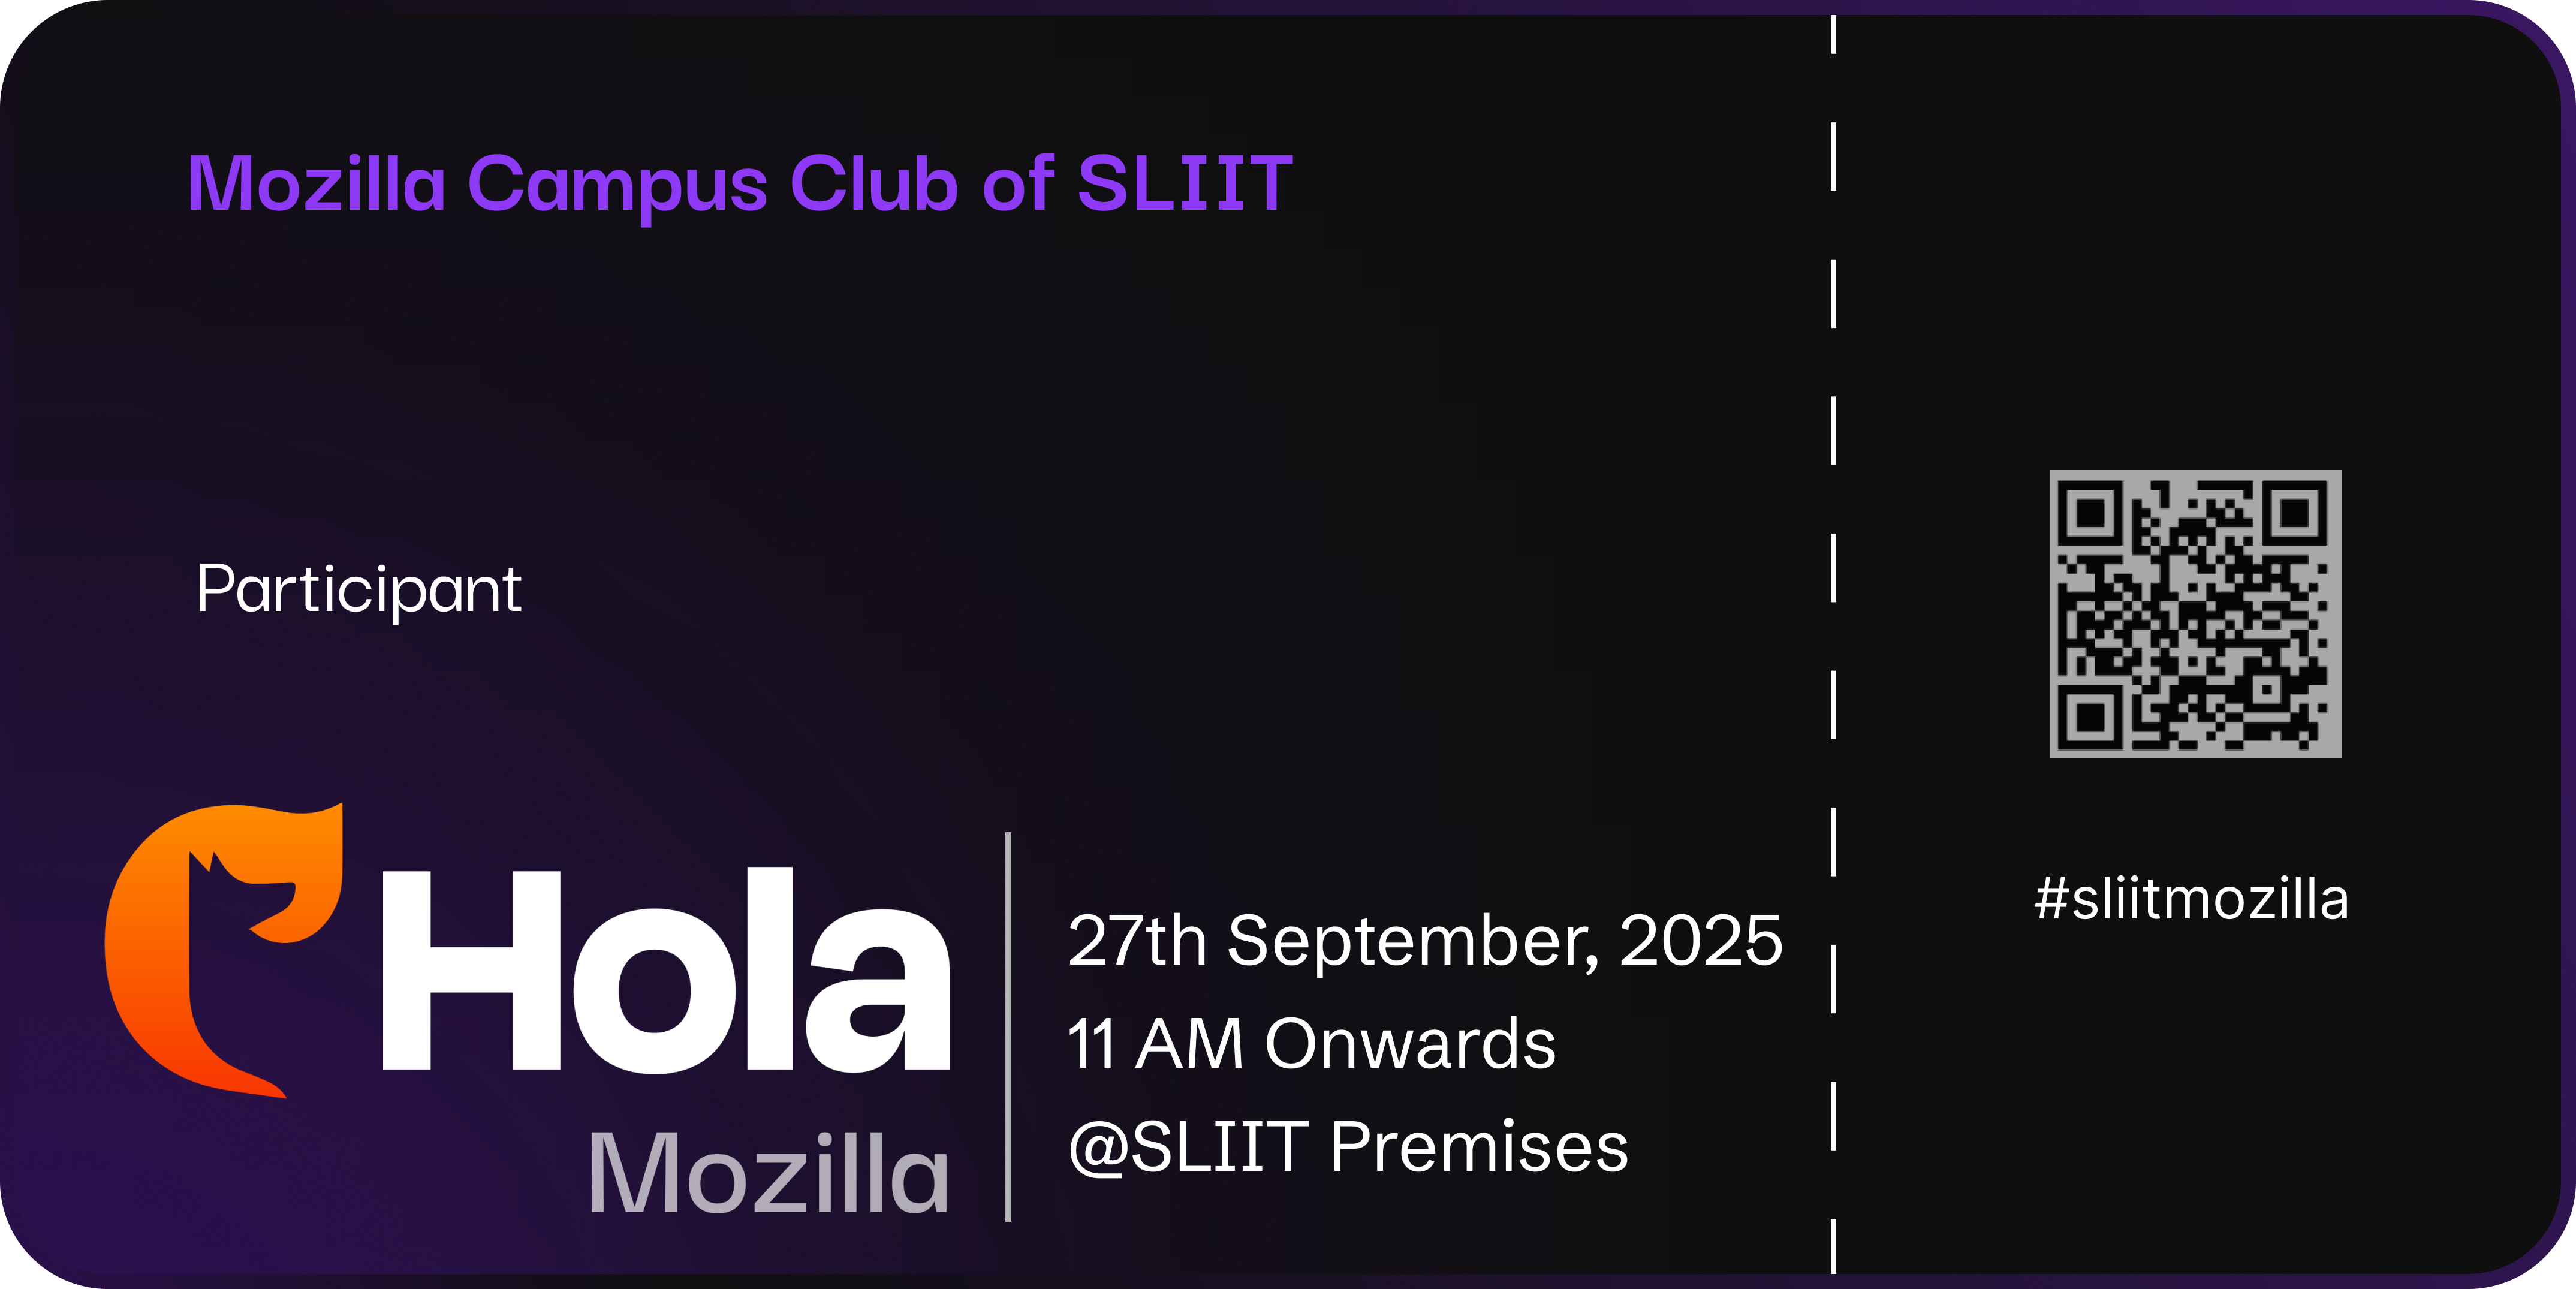 Mozilla Campus Club of SLIIT
Participant
Hola
Mozilla
27th September, 2025
11 AM Onwards
@SLIIT Premises
#sliitmozilla